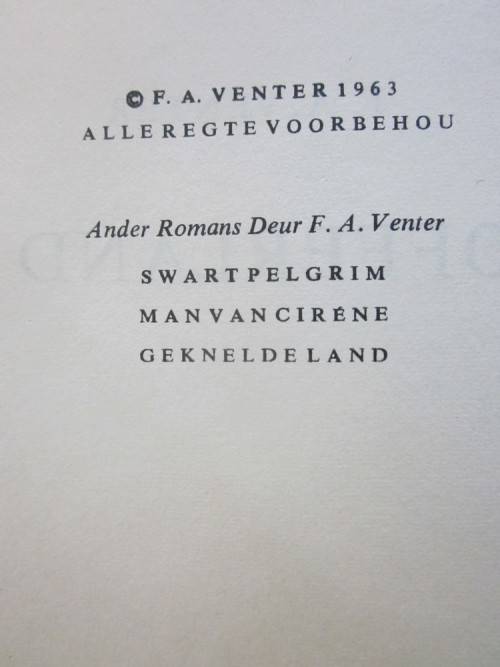 © F. A. VENTER 1963
ALLE REGTE VOORBEHOU
Ander Romans Deur F. A. Venter
SWART PELGRIM
MAN VAN CIRÉNE
GEKNELDE LAND